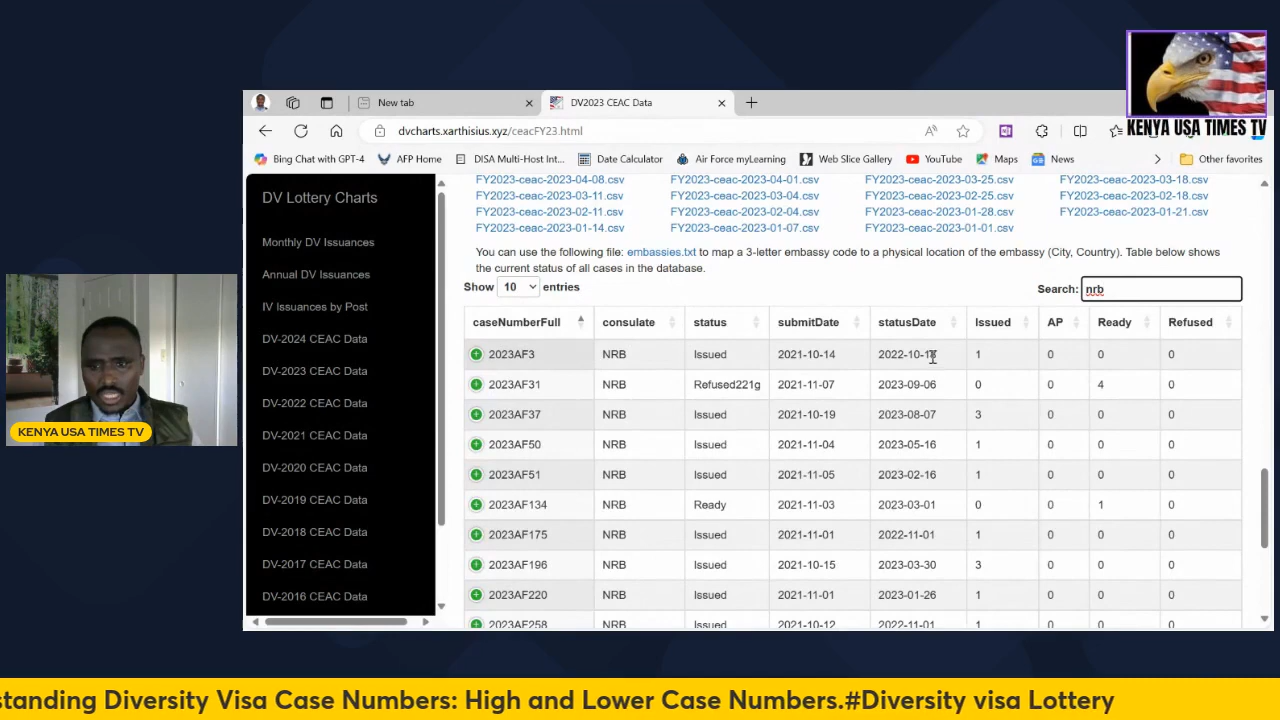 KENYA USA TIMES TV
New tab
DV2023 CEAC Data
dvcharts.xarthisius.xyz/ceacFY23.html
Bing Chat with GPT-4 AFP Home DISA Multi-Host Int... Date Calculator Air Force myLearning Web Slice Gallery YouTube Maps News Other favorites
DV Lottery Charts
Monthly DV Issuances
Annual DV Issuances
IV Issuances by Post
DV-2024 CEAC Data
DV-2023 CEAC Data
DV-2022 CEAC Data
DV-2021 CEAC Data
DV-2020 CEAC Data
DV-2019 CEAC Data
DV-2018 CEAC Data
DV-2017 CEAC Data
DV-2016 CEAC Data
FY2023-ceac-2023-04-08.csv FY2023-ceac-2023-04-01.csv FY2023-ceac-2023-03-25.csv FY2023-ceac-2023-03-18.csv
FY2023-ceac-2023-03-11.csv FY2023-ceac-2023-03-04.csv FY2023-ceac-2023-02-25.csv FY2023-ceac-2023-02-18.csv
FY2023-ceac-2023-02-11.csv FY2023-ceac-2023-02-04.csv FY2023-ceac-2023-01-28.csv FY2023-ceac-2023-01-21.csv
FY2023-ceac-2023-01-14.csv FY2023-ceac-2023-01-07.csv FY2023-ceac-2023-01-01.csv
You can use the following file: embassies.txt to map a 3-letter embassy code to a physical location of the embassy (City, Country). Table below shows
the current status of all cases in the database.
Show 10 entries Search: nrb
caseNumberFull consulate status submitDate statusDate Issued AP Ready Refused
2023AF3 NRB Issued 2021-10-14 1 0 0 0
2023AF31 NRB Refused221g 2021-11-07 2023-09-06 0 0 4 0
2023AF37 NRB Issued 2021-10-19 2023-08-07 3 0 0 0
2023AF50 NRB Issued 2021-11-04 2023-05-16 1 0 0 0
2023AF51 NRB Issued 2021-11-05 2023-02-16 1 0 0 0
2023AF134 NRB Ready 2021-11-03 2023-03-01 0 0 1 0
2023AF175 NRB Issued 2021-11-01 2022-11-01 1 0 0 0
2023AF196 NRB Issued 2021-10-15 2023-03-30 3 0 0 0
2023AF220 NRB Issued 2021-11-01 2023-01-26 1 0 0 0
2023AF258 NRB Issued 2021-10-12 2022-11-01 1 0 0 0
KENYA USA TIMES TV
standing Diversity Visa Case Numbers: High and Lower Case Numbers.#Diversity visa Lottery